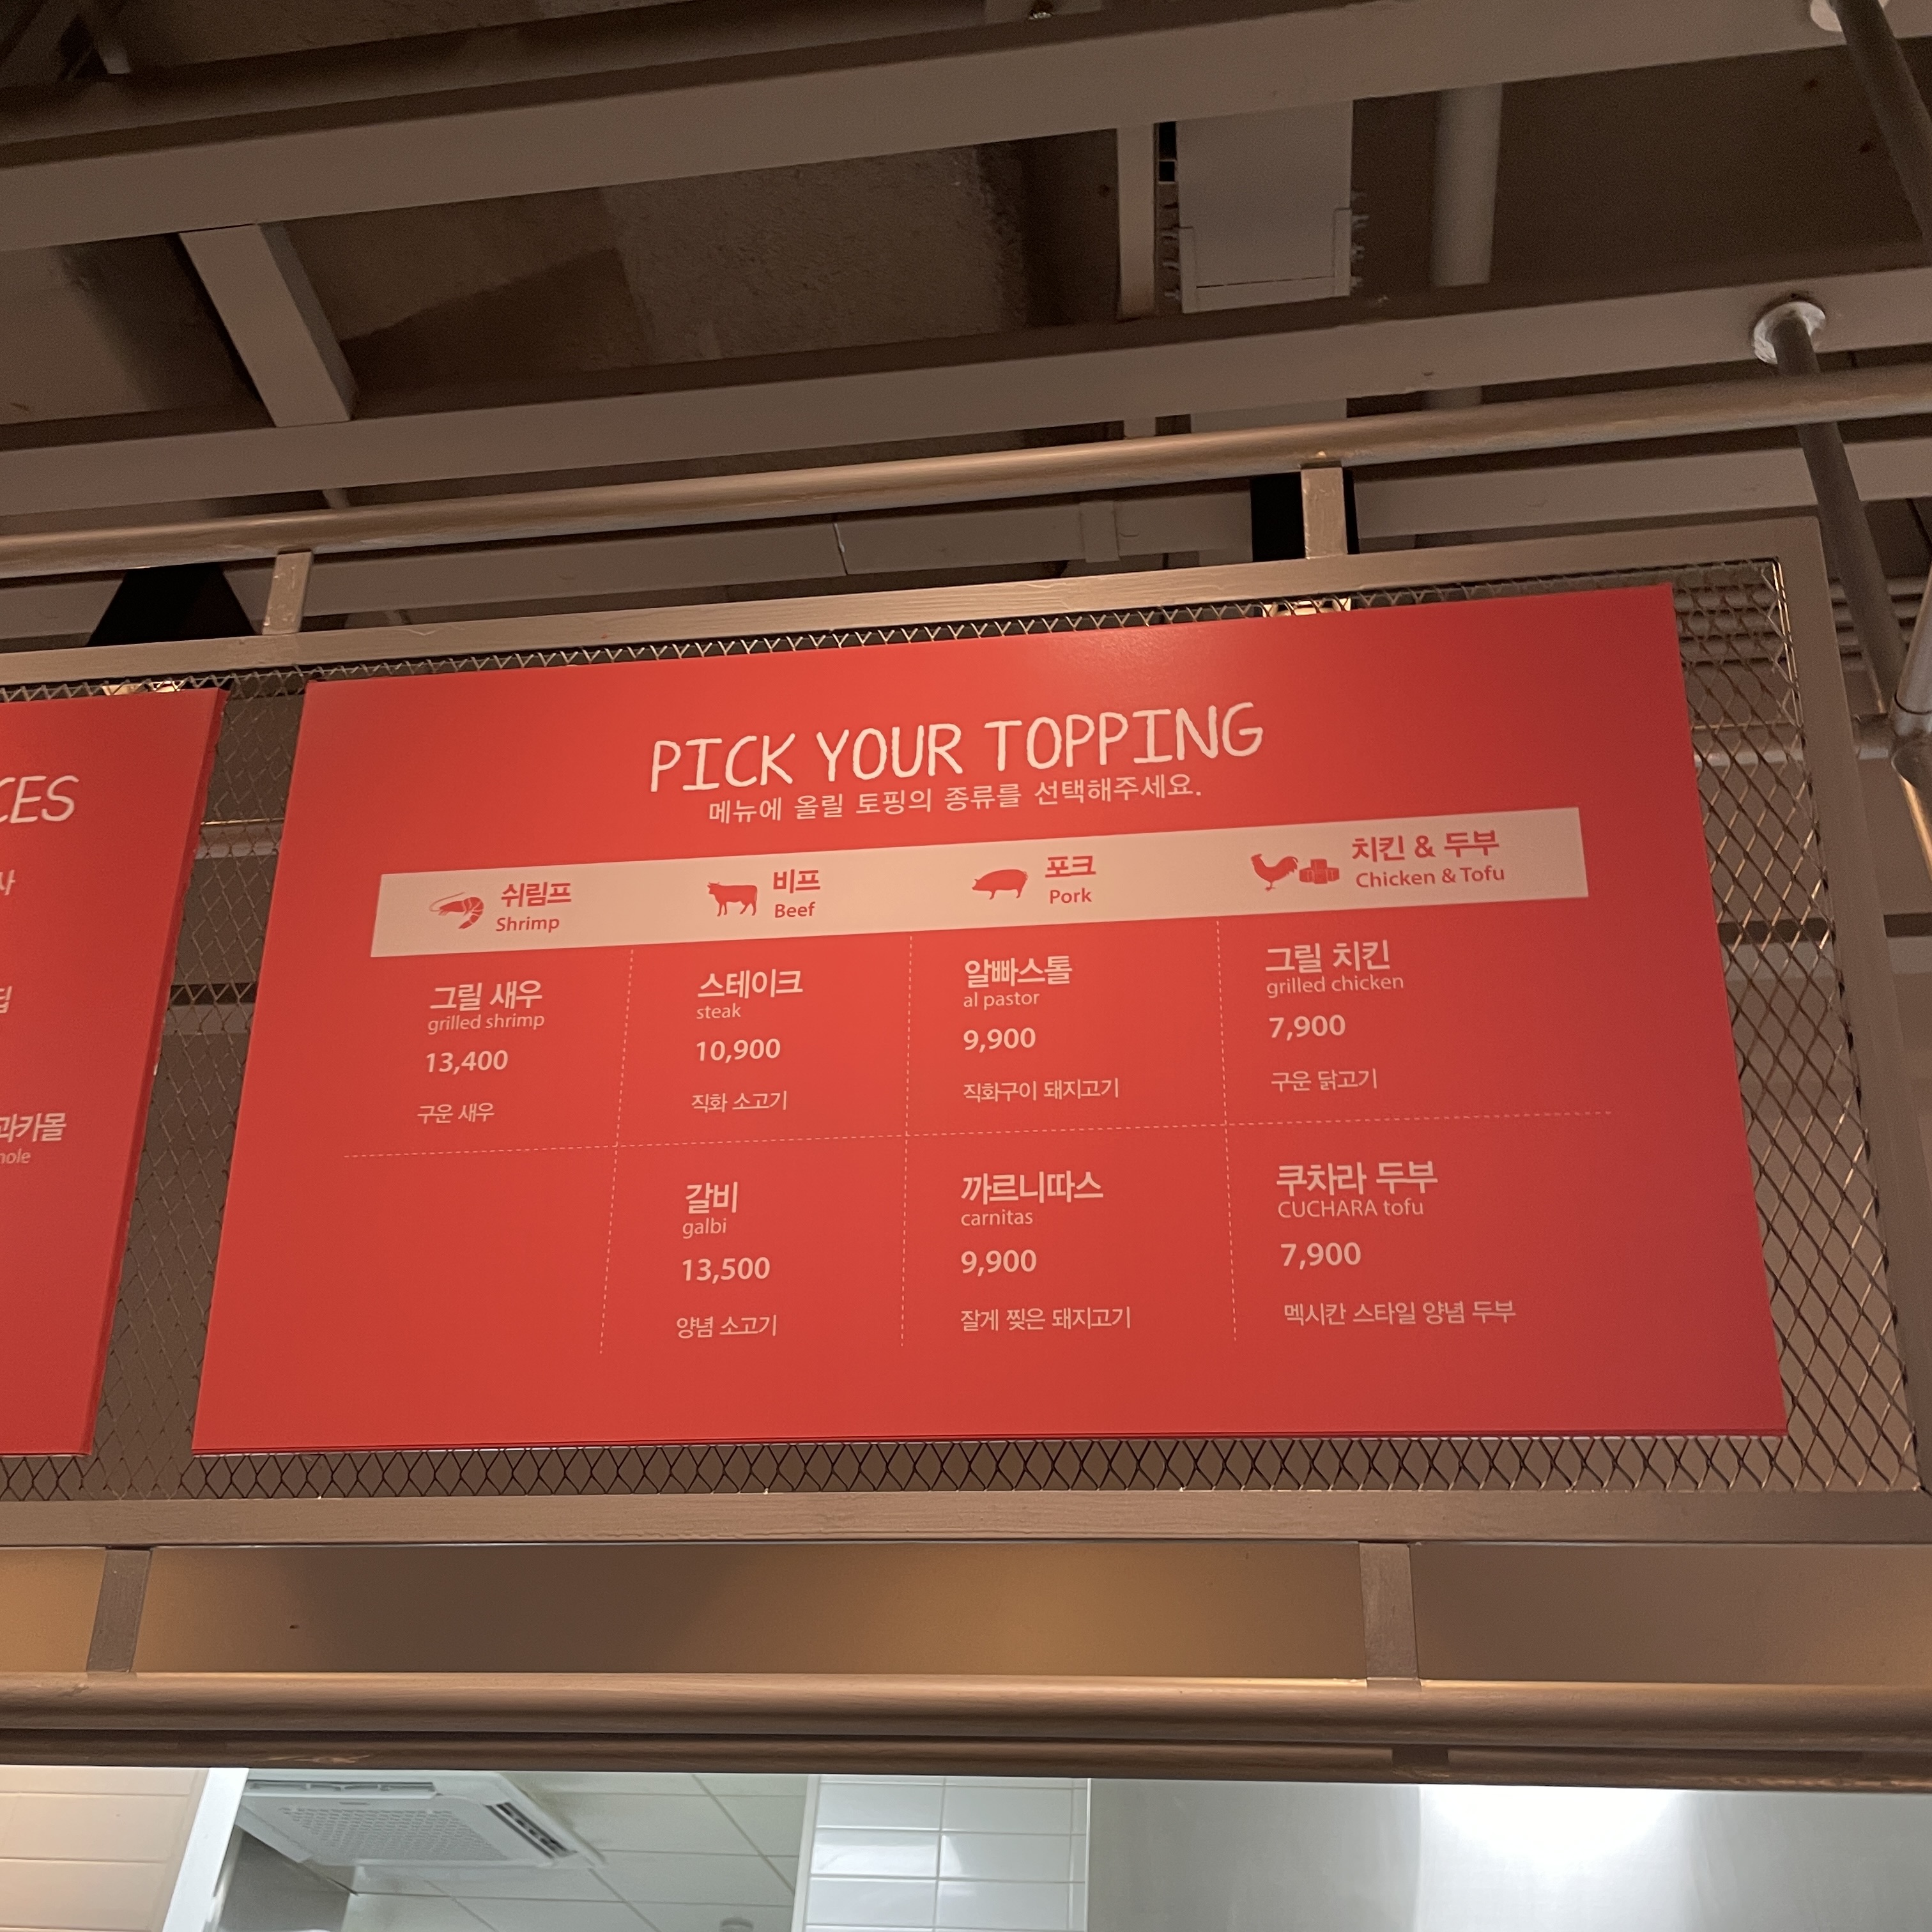 CES
과카몰
PICK YOUR TOPPING
메뉴에 올릴 토핑의 종류를 선택해주세요.
쉬림프
Shrimp
비프
Beef
포크
Pork
치킨 & 두부
Chicken & Tofu
그릴 새우
grilled shrimp
13,400
구운 새우
스테이크
steak
10,900
직화 소고기
알빠스톨
al pastor
9,900
직화구이 돼지고기
그릴 치킨
grilled chicken
7,900
구운 닭고기
갈비
galbi
13,500
양념 소고기
까르니따스
carnitas
9,900
잘게 찢은 돼지고기
쿠차라 두부
CUCHARA tofu
7,900
멕시칸 스타일 양념 두부